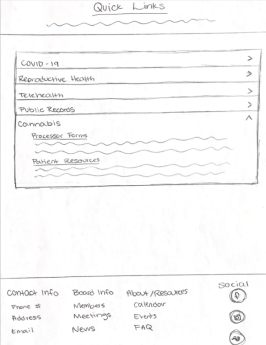 Quick Links
COVID-19 >
Reproductive Health >
Telehealth >
Public Records >
Cannabis ^
Processor Forms
Patient Resources
Contact Info Board Info About/Resources Social
Phone # Members Calendar
Address Meetings Events
Email News FAQ